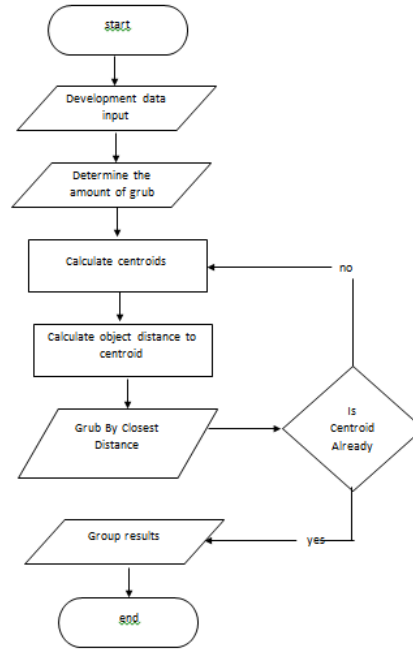 start
Development data
input
Determine the
amount of grub
Calculate centroids
no
Calculate object distance to
centroid
Grub By Closest
Distance
Is
Centroid
Already
Group results
yes
end